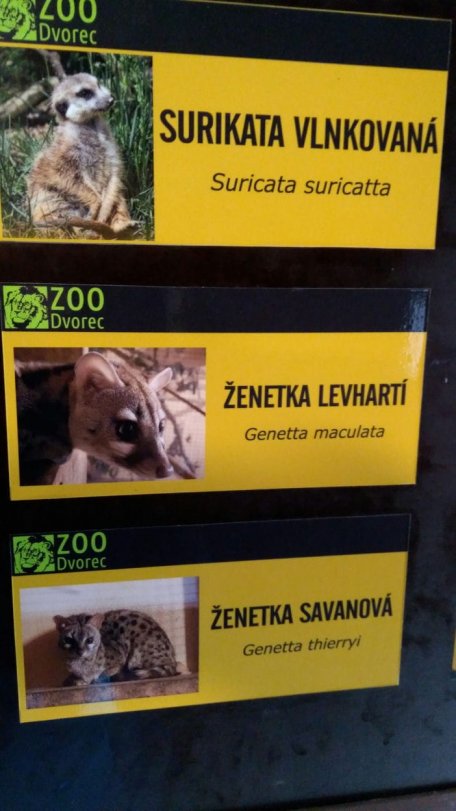 ZOO
Dvorec
SURIKATA VLNKOVANÁ
Suricata suricatta
ZOO
Dvorec
ŽENETKA LEVHARTÍ
Genetta maculata
ZOO
Dvorec
ŽENETKA SAVANOVÁ
Genetta thierryi